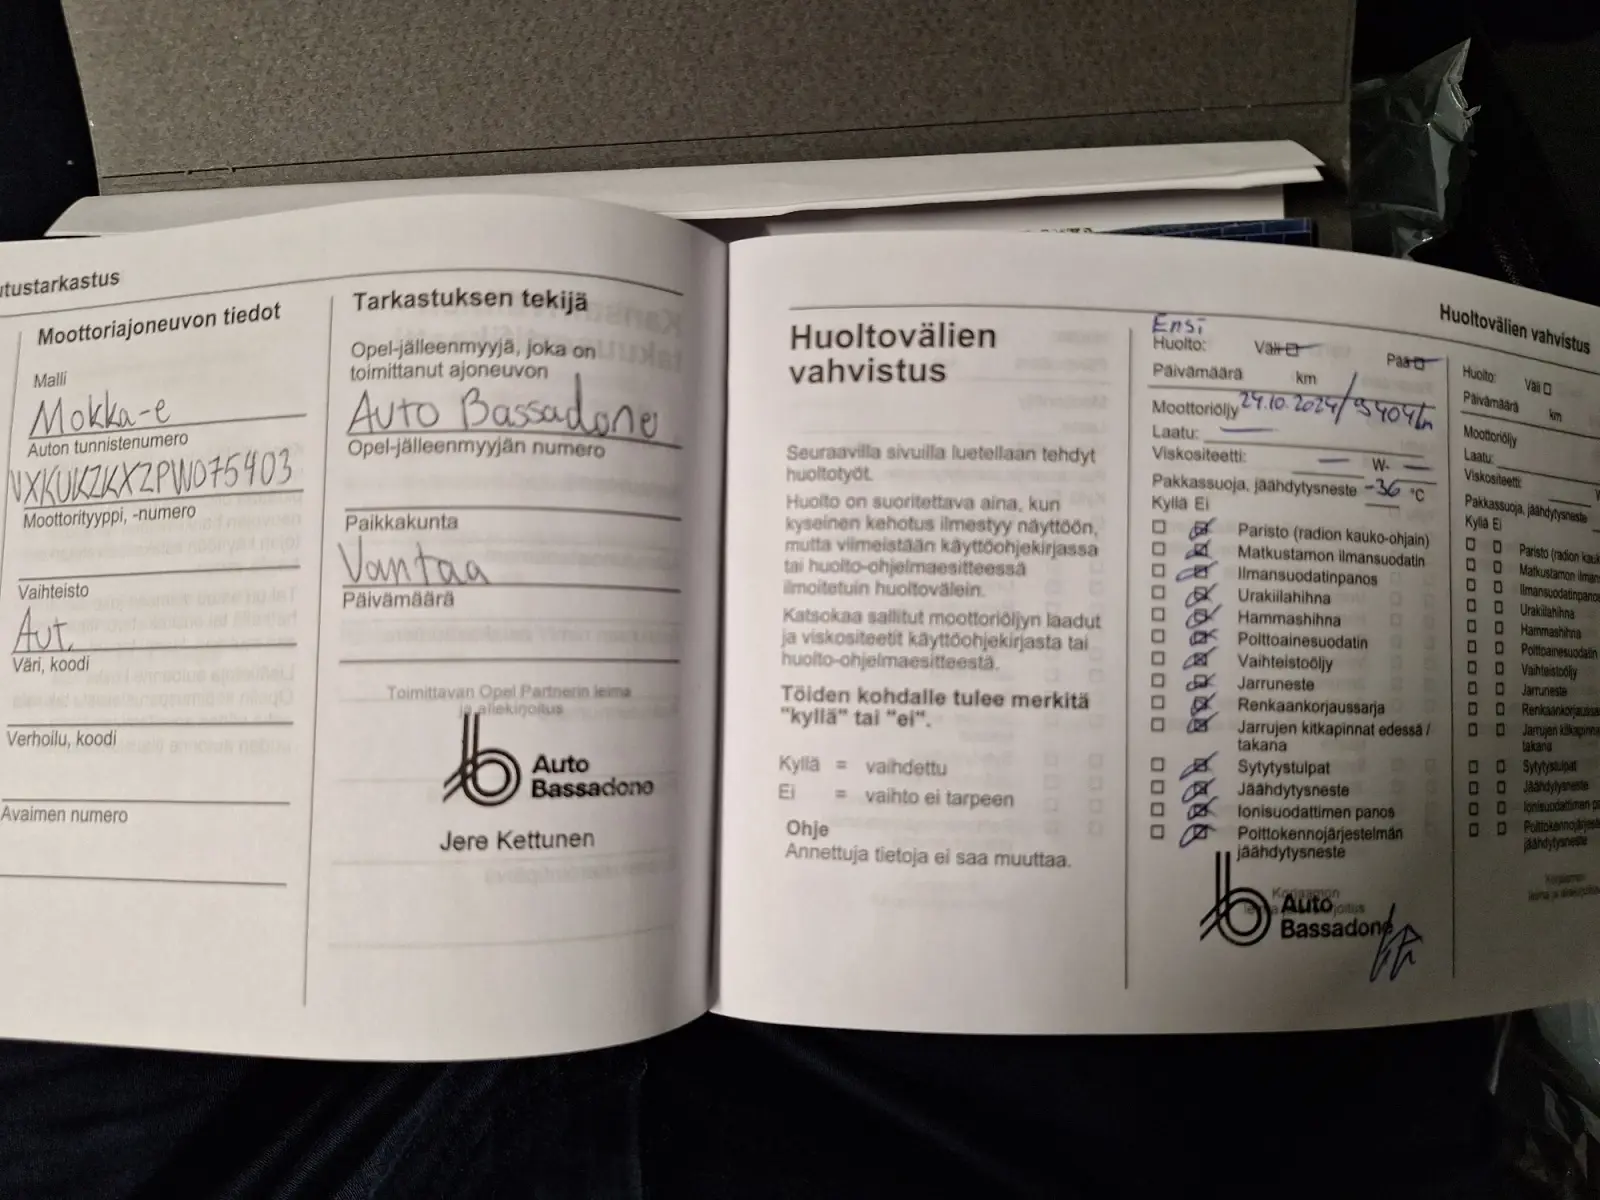 Moottoriajoneuvon tiedot
Malli
Mokka-e
Auton tunnistenumero
VXKUKZKXZPW075403
Moottorityyppi, -numero
Vaihteisto
Aut.
Väri, koodi
Verhoilu, koodi
Avaimen numero
Tarkastuksen tekijä
Opel-jälleenmyyjä, joka on
toimittanut ajoneuvon
Auto Bassadone
Opel-jälleenmyyjän numero
Paikkakunta
Vantaa
Päivämäärä
Toimittavan Opel Partnerin leima
ja allekirjoitus
Auto
Bassadone
Jere Kettunen
Huoltovälien
vahvistus
Seuraavilla sivuilla luetellaan tehdyt
huoltotyöt.
Huolto on suoritettava aina, kun
kyseinen kehotus ilmestyy näyttöön,
mutta viimeistään käyttöohjekirjassa
tai huolto-ohjelmaesitteessä
ilmoitetuin huoltovälein.
Katsokaa sallitut moottoriöljyn laadut
ja viskositeetit käyttöohjekirjasta tai
huolto-ohjelmaesitteestä.
Töiden kohdalle tulee merkitä
"kyllä" tai "ei".
Kyllä = vaihdettu
Ei = vaihto ei tarpeen
Ohje
Annettuja tietoja ei saa muuttaa.
Huoltovälien vahvistus
Ensi
Huolto: Väli Pää
Päivämäärä km
24.10.2024 / 9404km
Moottoriöljy
Laatu:
Viskositeetti: – W- –
Pakkassuoja, jäähdytysneste -36 °C
Kyllä Ei
Paristo (radion kauko-ohjain)
Matkustamon ilmansuodatin
Ilmansuodatinpanos
Urakiilahihna
Hammashihna
Polttoainesuodatin
Vaihteistoöljy
Jarruneste
Renkaankorjaussarja
Jarrujen kitkapinnat edessä /
takana
Sytytystulpat
Jäähdytysneste
Ionisuodattimen panos
Polttokennojärjestelmän
jäähdytysneste
Korjaamon
Auto
Bassadone
Huolto: Väli
Päivämäärä km
Moottoriöljy
Laatu:
Viskositeetti:
Pakkassuoja, jäähdytysneste
Kyllä Ei
Paristo (radion
Matkustamon
Ilmansuodatinpanos
Urakiilahihna
Hammashihna
Polttoainesuodatin
Vaihteistoöljy
Jarruneste
Jarrujen
takana
Sytytystulpat
Jäähdytysneste
Ionisuodattimen
jäähdytysneste